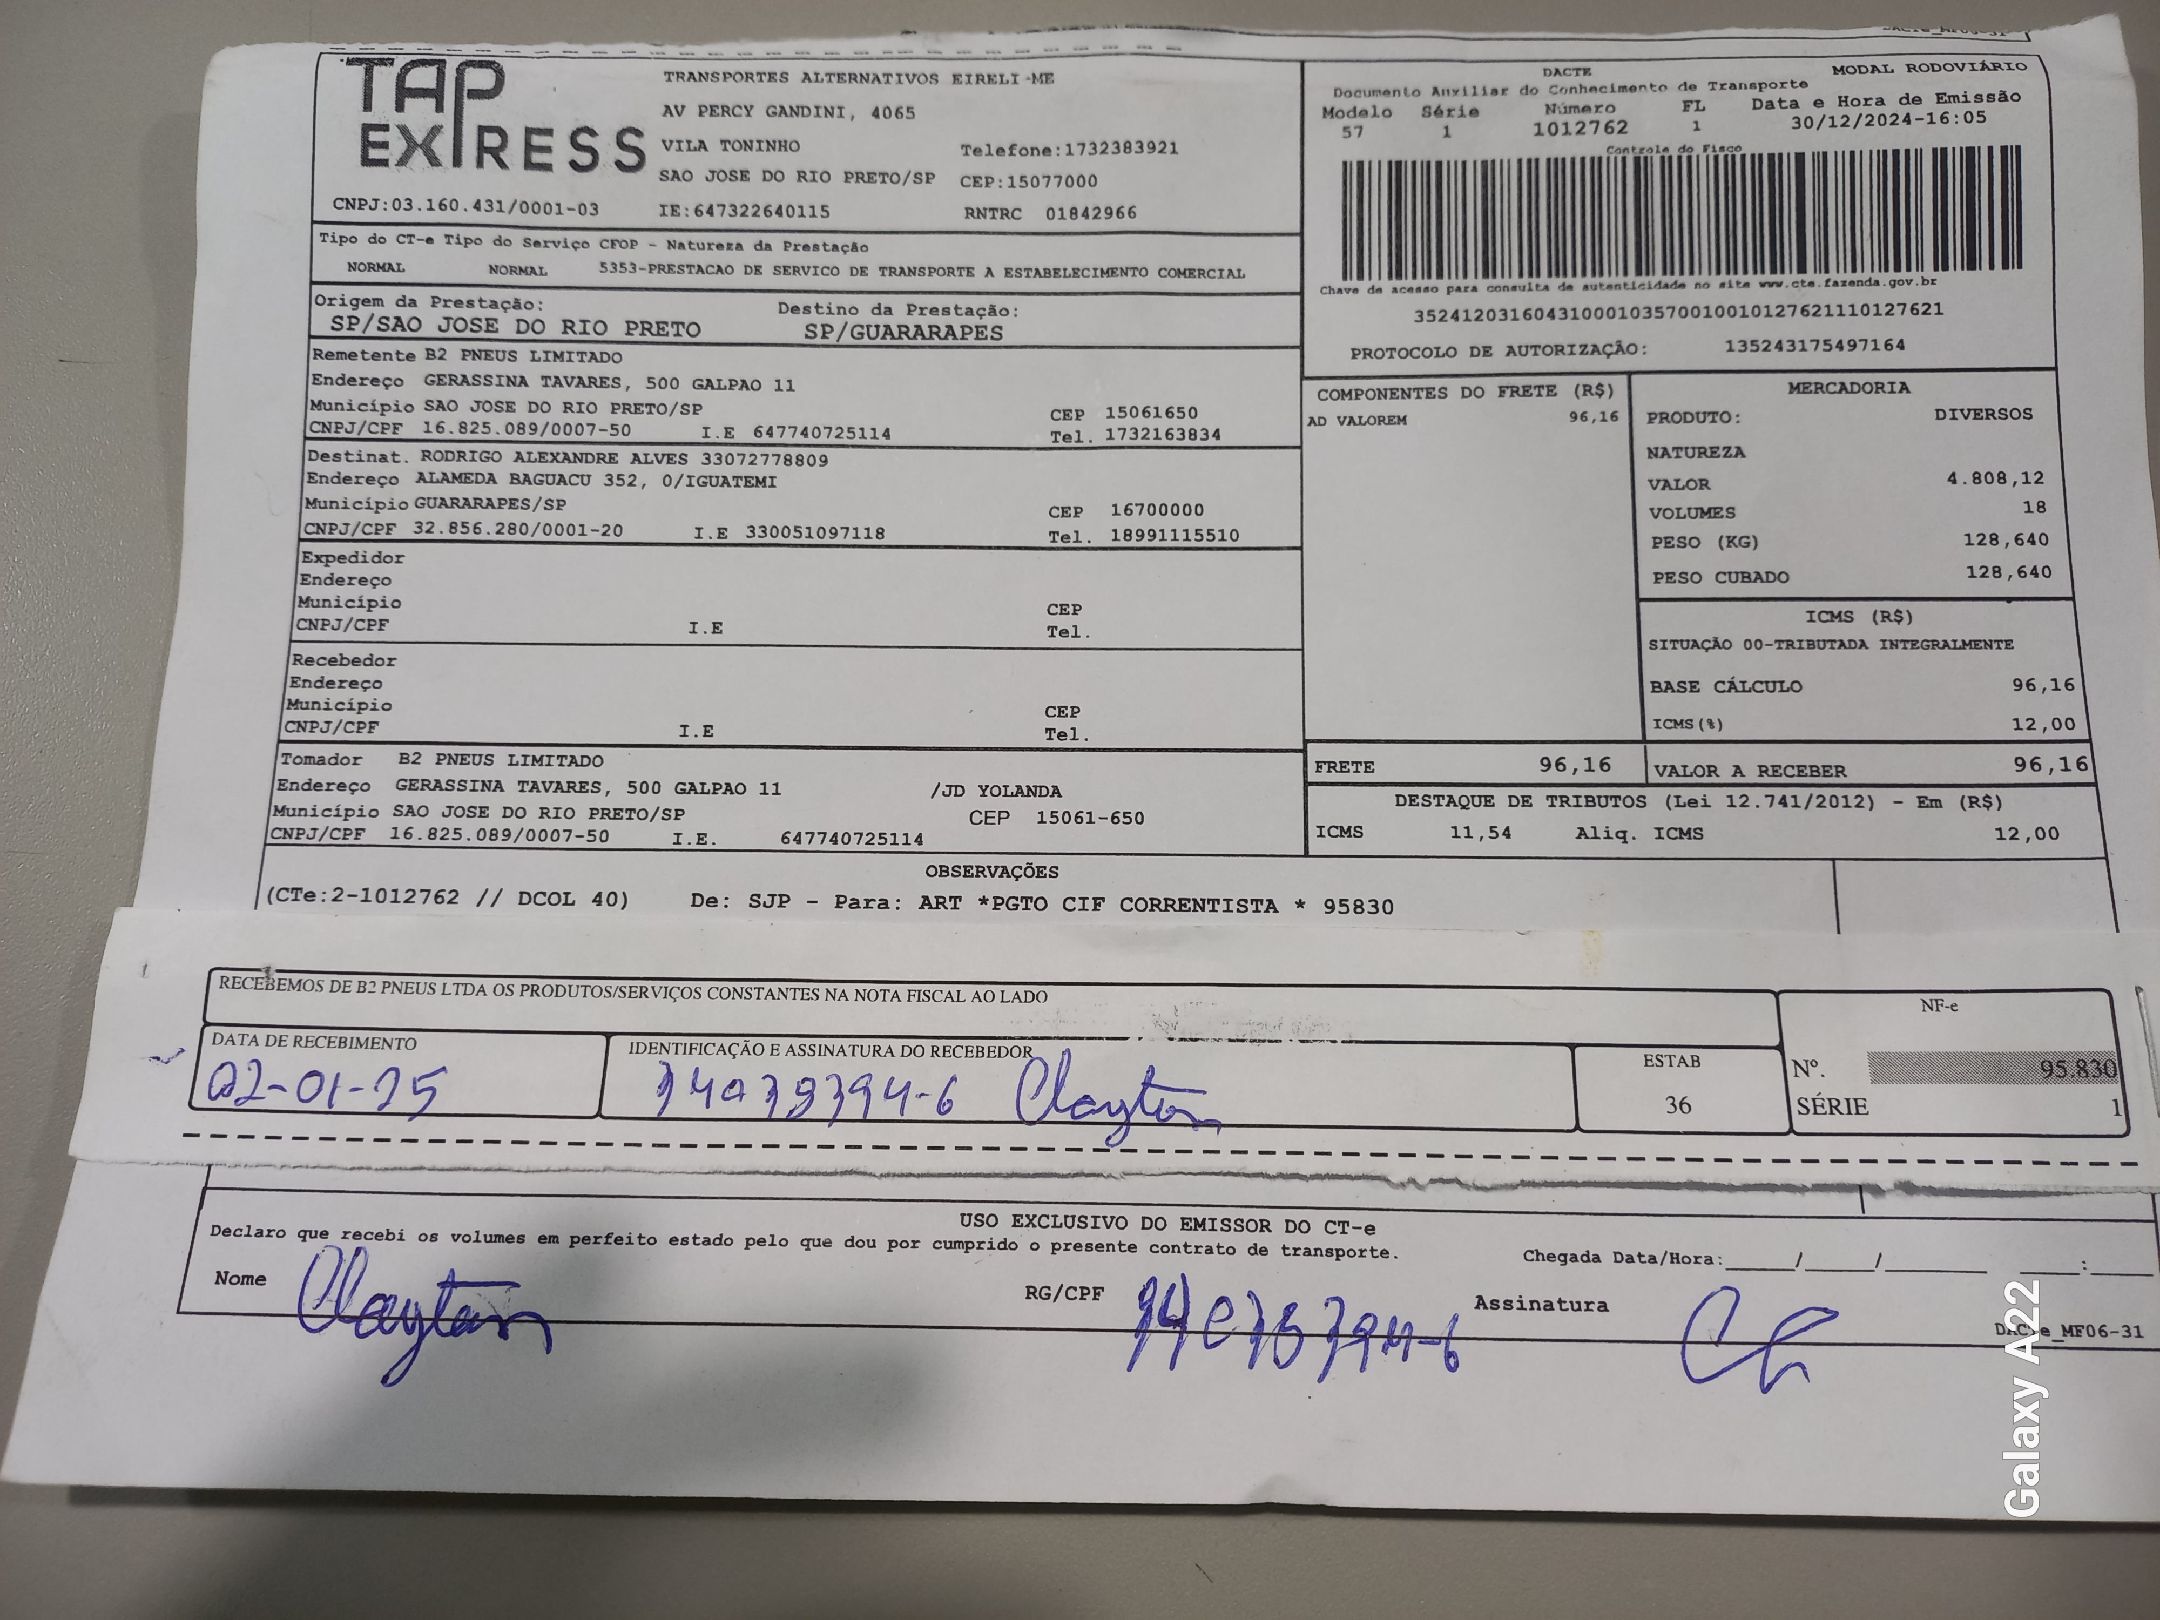 TAP EXPRESS
TRANSPORTES ALTERNATIVOS EIRELI -ME
AV PERCY GANDINI, 4065
VILA TONINHO Telefone:1732383921
SAO JOSE DO RIO PRETO/SP CEP:15077000
CNPJ:03.160.431/0001-03 IE:647322640115 RNTRC 01842966
DACTE MODAL RODOVIÁRIO
Documento Auxiliar do Conhecimento de Transporte
Modelo Série Número FL Data e Hora de Emissão
57 1 1012762 1 30/12/2024-16:05
Controle do Fisco
Chave de acesso para consulta de autenticidade no site www.cte.fazenda.gov.br
35241203160431000103570010010127621110127621
PROTOCOLO DE AUTORIZAÇÃO: 135243175497164
Tipo do CT-e Tipo do Serviço CFOP - Natureza da Prestação
NORMAL NORMAL 5353-PRESTACAO DE SERVICO DE TRANSPORTE A ESTABELECIMENTO COMERCIAL
Origem da Prestação: Destino da Prestação:
SP/SAO JOSE DO RIO PRETO SP/GUARARAPES
Remetente B2 PNEUS LIMITADO
Endereço GERASSINA TAVARES, 500 GALPAO 11
Município SAO JOSE DO RIO PRETO/SP CEP 15061650
CNPJ/CPF 16.825.089/0007-50 I.E 647740725114 Tel. 1732163834
Destinat. RODRIGO ALEXANDRE ALVES 33072778809
Endereço ALAMEDA BAGUACU 352, 0/IGUATEMI
Município GUARARAPES/SP CEP 16700000
CNPJ/CPF 32.856.280/0001-20 I.E 330051097118 Tel. 18991115510
Expedidor
Endereço
Município CEP
CNPJ/CPF I.E Tel.
Recebedor
Endereço
Município CEP
CNPJ/CPF I.E Tel.
Tomador B2 PNEUS LIMITADO
Endereço GERASSINA TAVARES, 500 GALPAO 11 /JD YOLANDA
Município SAO JOSE DO RIO PRETO/SP CEP 15061-650
CNPJ/CPF 16.825.089/0007-50 I.E. 647740725114
COMPONENTES DO FRETE (R$)
AD VALOREM 96,16
MERCADORIA
PRODUTO: DIVERSOS
NATUREZA
VALOR 4.808,12
VOLUMES 18
PESO (KG) 128,640
PESO CUBADO 128,640
ICMS (R$)
SITUAÇÃO 00-TRIBUTADA INTEGRALMENTE
BASE CÁLCULO 96,16
ICMS(%) 12,00
FRETE 96,16 VALOR A RECEBER 96,16
DESTAQUE DE TRIBUTOS (Lei 12.741/2012) - Em (R$)
ICMS 11,54 Aliq. ICMS 12,00
OBSERVAÇÕES
(CTe:2-1012762 // DCOL 40) De: SJP - Para: ART *PGTO CIF CORRENTISTA * 95830
RECEBEMOS DE B2 PNEUS LTDA OS PRODUTOS/SERVIÇOS CONSTANTES NA NOTA FISCAL AO LADO
NF-e
DATA DE RECEBIMENTO IDENTIFICAÇÃO E ASSINATURA DO RECEBEDOR ESTAB Nº. 95.830
02-01-25 Clayton 36 SÉRIE 1
USO EXCLUSIVO DO EMISSOR DO CT-e
Declaro que recebi os volumes em perfeito estado pelo que dou por cumprido o presente contrato de transporte. Chegada Data/Hora:_____/_____/_______ ____:____
Nome Clayton RG/CPF Assinatura
DACTe_MF06-31
Galaxy A22